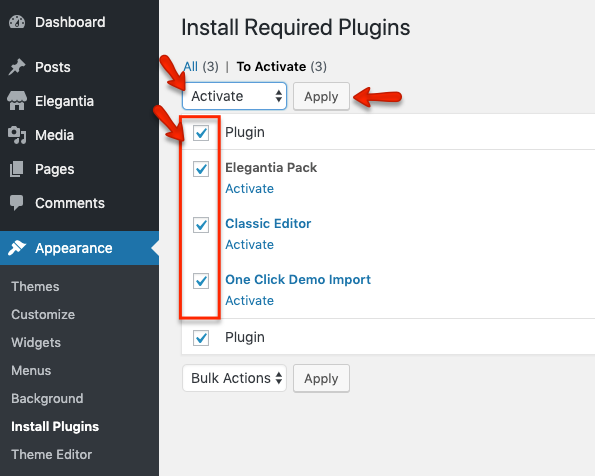 Dashboard
Posts
Elegantia
Media
Pages
Comments
Appearance
Themes
Customize
Widgets
Menus
Background
Install Plugins
Theme Editor
Install Required Plugins
All (3) | To Activate (3)
Activate Apply
Plugin
Elegantia Pack
Activate
Classic Editor
Activate
One Click Demo Import
Activate
Plugin
Bulk Actions Apply